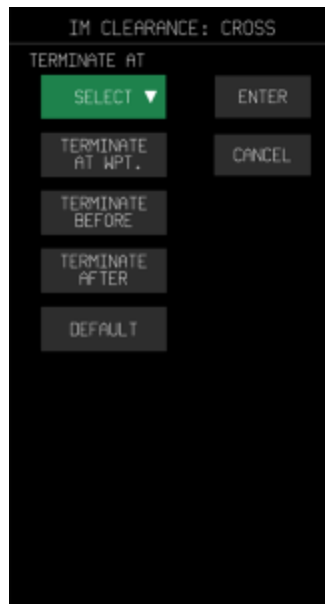 IM CLEARANCE: CROSS
TERMINATE AT
SELECT ▼
ENTER
TERMINATE
AT WPT.
CANCEL
TERMINATE
BEFORE
TERMINATE
AFTER
DEFAULT